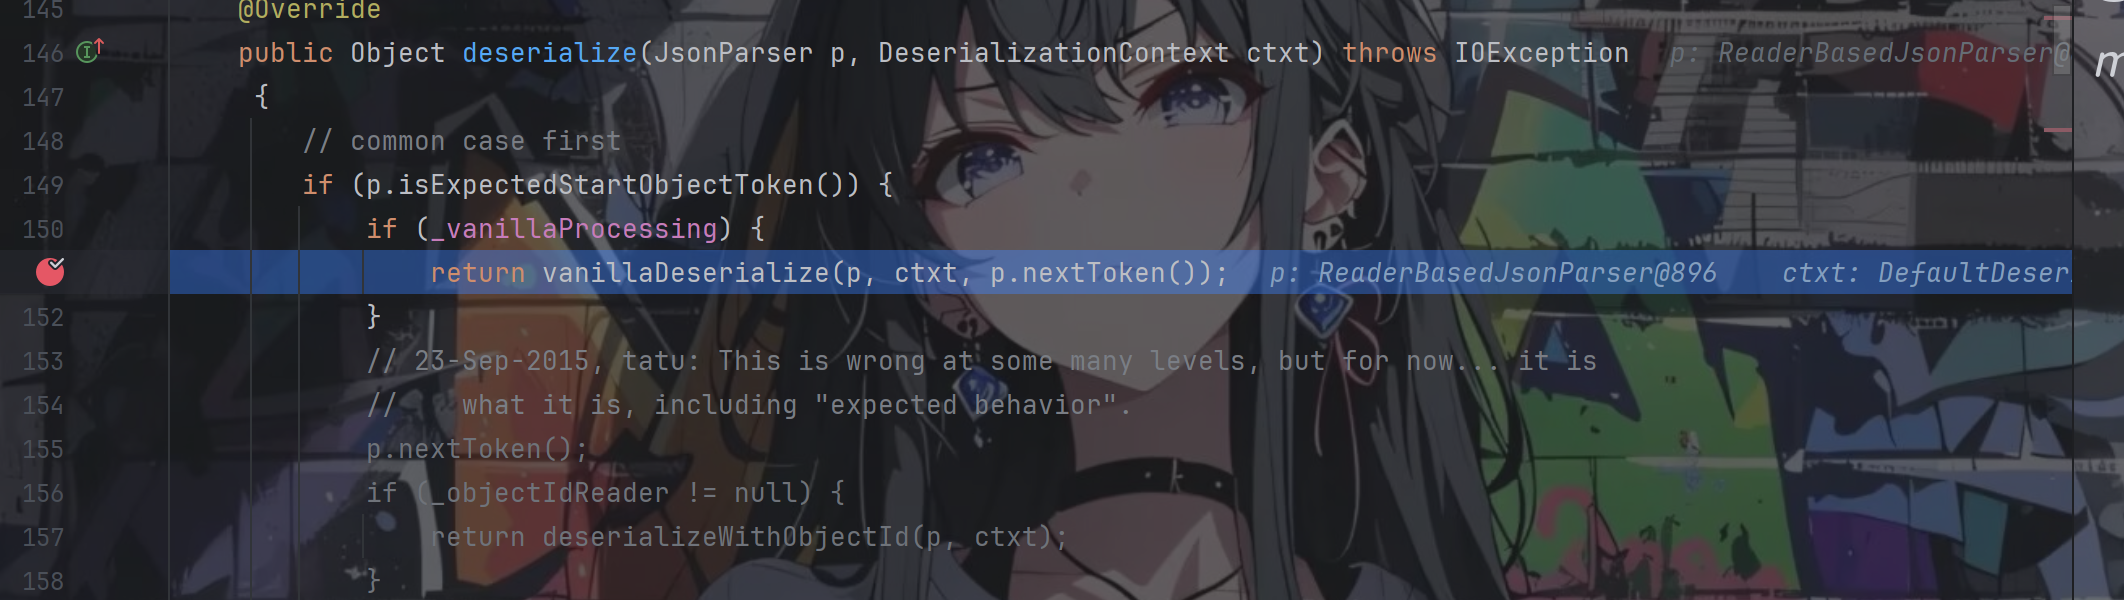 145 @Override
146 public Object deserialize(JsonParser p, DeserializationContext ctxt) throws IOException p: ReaderBasedJsonParser@
147 {
148 // common case first
149 if (p.isExpectedStartObjectToken()) {
150 if (_vanillaProcessing) {
return vanillaDeserialize(p, ctxt, p.nextToken()); p: ReaderBasedJsonParser@896 ctxt: DefaultDeser
152 }
153 // 23-Sep-2015, tatu: This is wrong at some many levels, but for now... it is
154 // what it is, including "expected behavior".
155 p.nextToken();
156 if (_objectIdReader != null) {
157 return deserializeWithObjectId(p, ctxt);
158 }